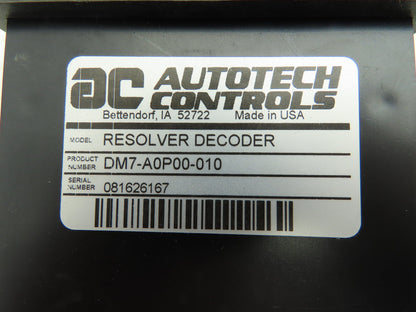 AC AUTOTECH
CONTROLS
Bettendorf, IA 52722 Made in USA
MODEL RESOLVER DECODER
PRODUCT NUMBER DM7-A0P00-010
SERIAL NUMBER 081626167